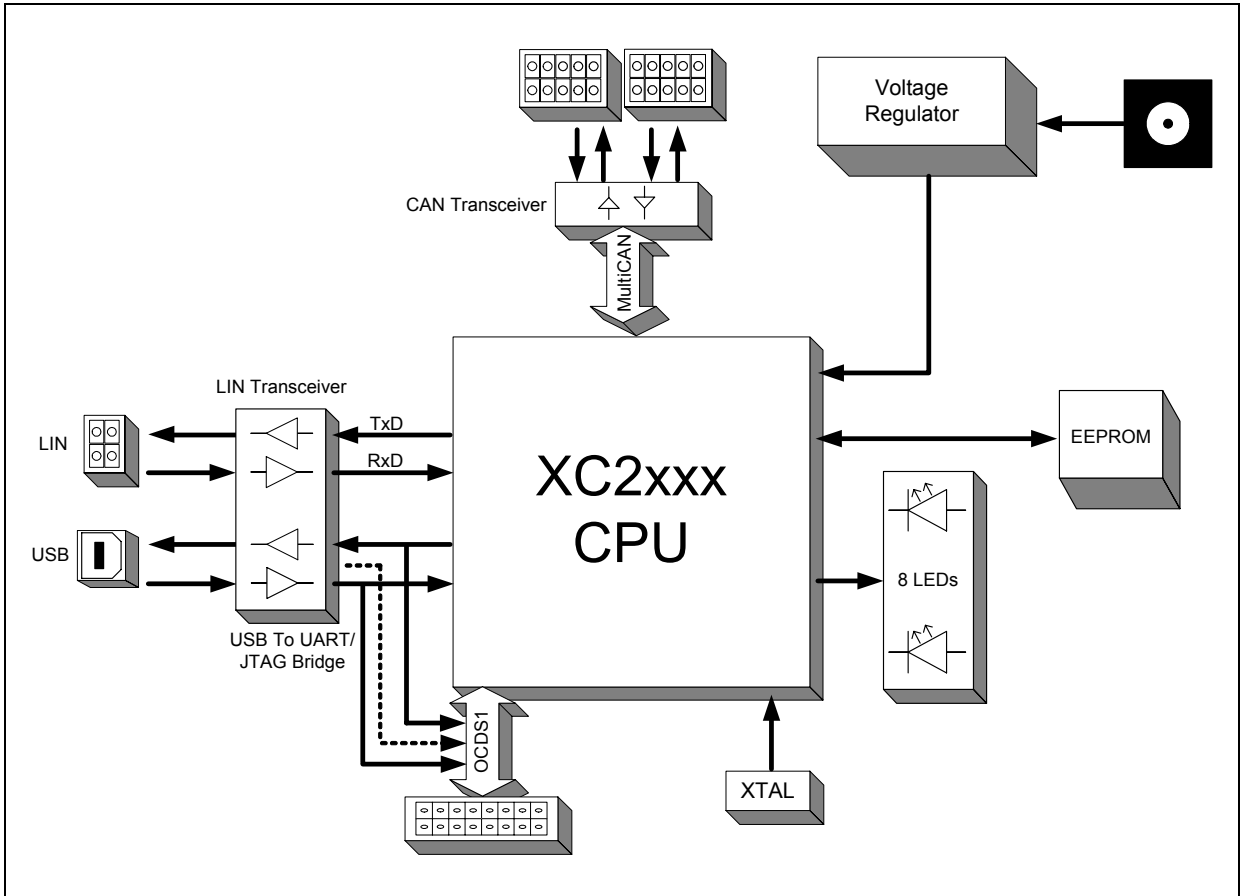 Voltage
Regulator
CAN Transceiver
MultiCAN
LIN Transceiver
TxD
LIN
RxD
XC2xxx
CPU
EEPROM
USB
8 LEDs
USB To UART/
JTAG Bridge
OCDS1
XTAL